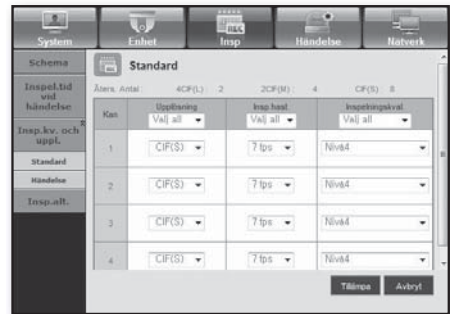 System Enhet Insp Händelse Nätverk
Schema
Inspel.tid
vid
händelse
Insp.kv. och
uppl.
Standard
Händelse
Insp.alt.
Standard
Åters. Antal : 4CIF(L) : 2 2CIF(M) : 4 CIF(S) : 8
Kan Upplösning Insp.hast. Inspelningskval.
Valj all Valj all Valj all
1 CIF(S) 7 fps Nivå4
2 CIF(S) 7 fps Nivå4
3 CIF(S) 7 fps Nivå4
4 CIF(S) 7 fps Nivå4
Tillämpa Avbryt